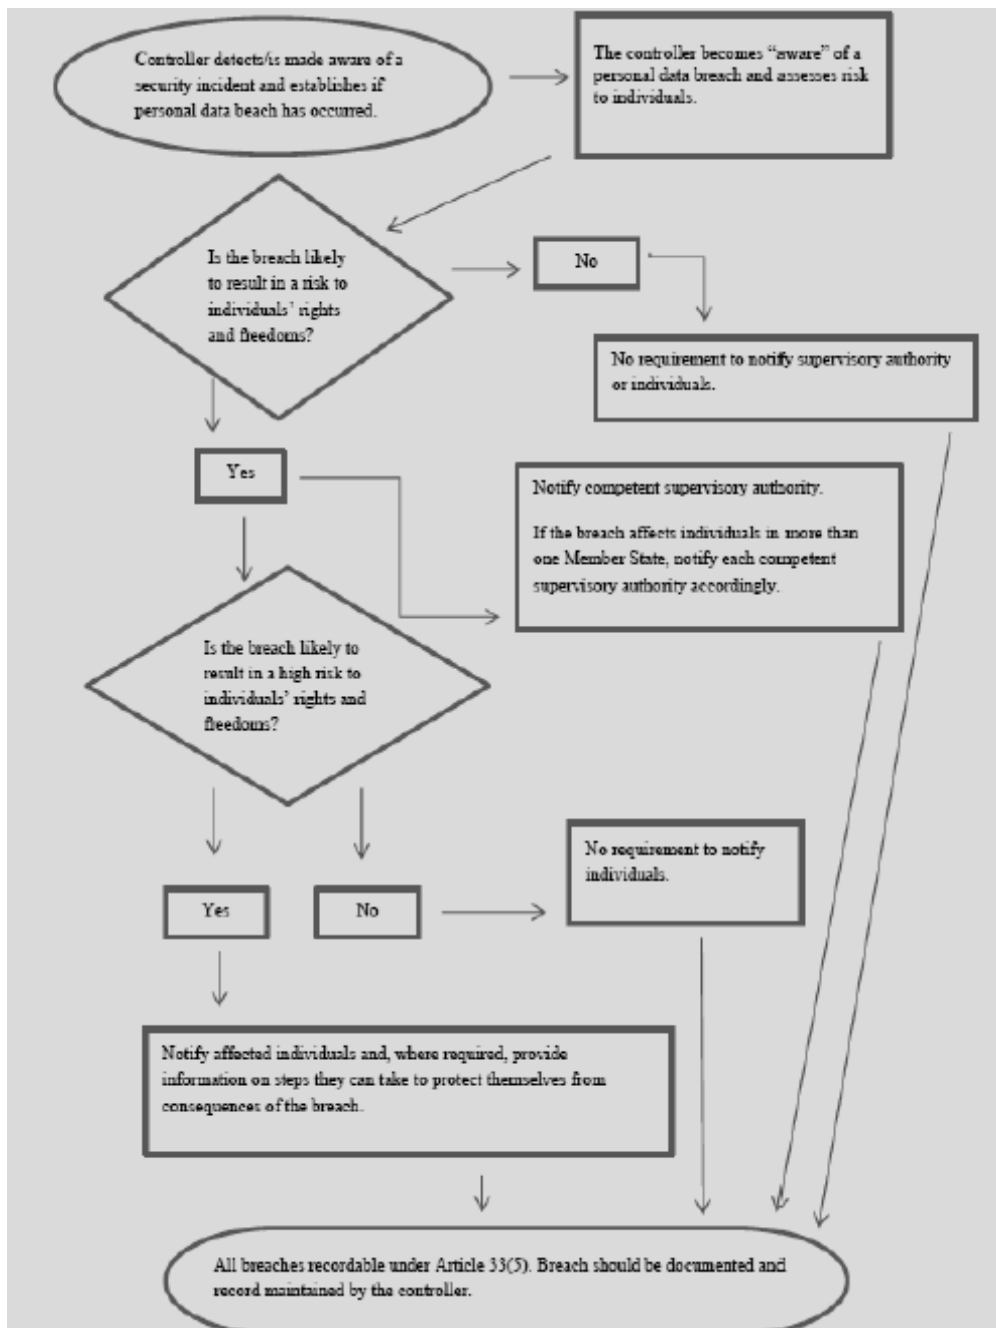 Controller detects/is made aware of a
security incident and establishes if
personal data beach has occurred.
The controller becomes “aware” of a
personal data breach and assesses risk
to individuals.
Is the breach likely
to result in a risk to
individuals’ rights
and freedoms?
No
No requirement to notify supervisory authority
or individuals.
Yes
Notify competent supervisory authority.
If the breach affects individuals in more than
one Member State, notify each competent
supervisory authority accordingly.
Is the breach likely to
result in a high risk to
individuals’ rights and
freedoms?
No requirement to notify
individuals.
Yes
No
Notify affected individuals and, where required, provide
information on steps they can take to protect themselves from
consequences of the breach.
All breaches recordable under Article 33(5). Breach should be documented and
record maintained by the controller.